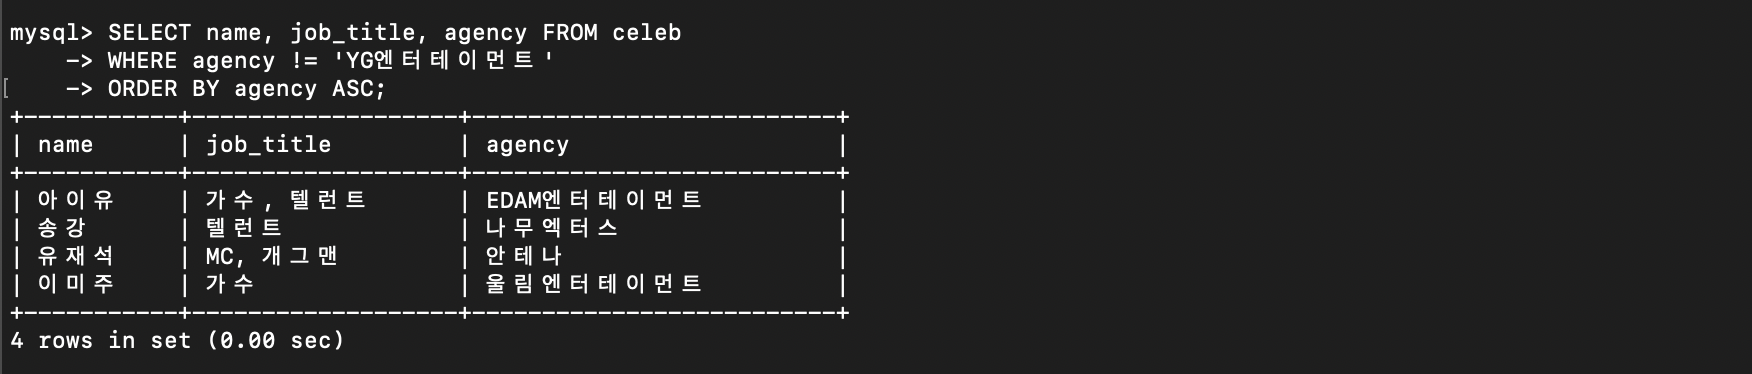 mysql> SELECT name, job_title, agency FROM celeb
    -> WHERE agency != 'YG엔터테이먼트'
[    -> ORDER BY agency ASC;
+-----------+-------------------+--------------------------+
| name      | job_title         | agency                   |
+-----------+-------------------+--------------------------+
| 아이유     | 가수, 텔런트       | EDAM엔터테이먼트          |
| 송강       | 텔런트            | 나무엑터스                |
| 유재석     | MC, 개그맨        | 안테나                    |
| 이미주     | 가수              | 울림엔터테이먼트          |
+-----------+-------------------+--------------------------+
4 rows in set (0.00 sec)